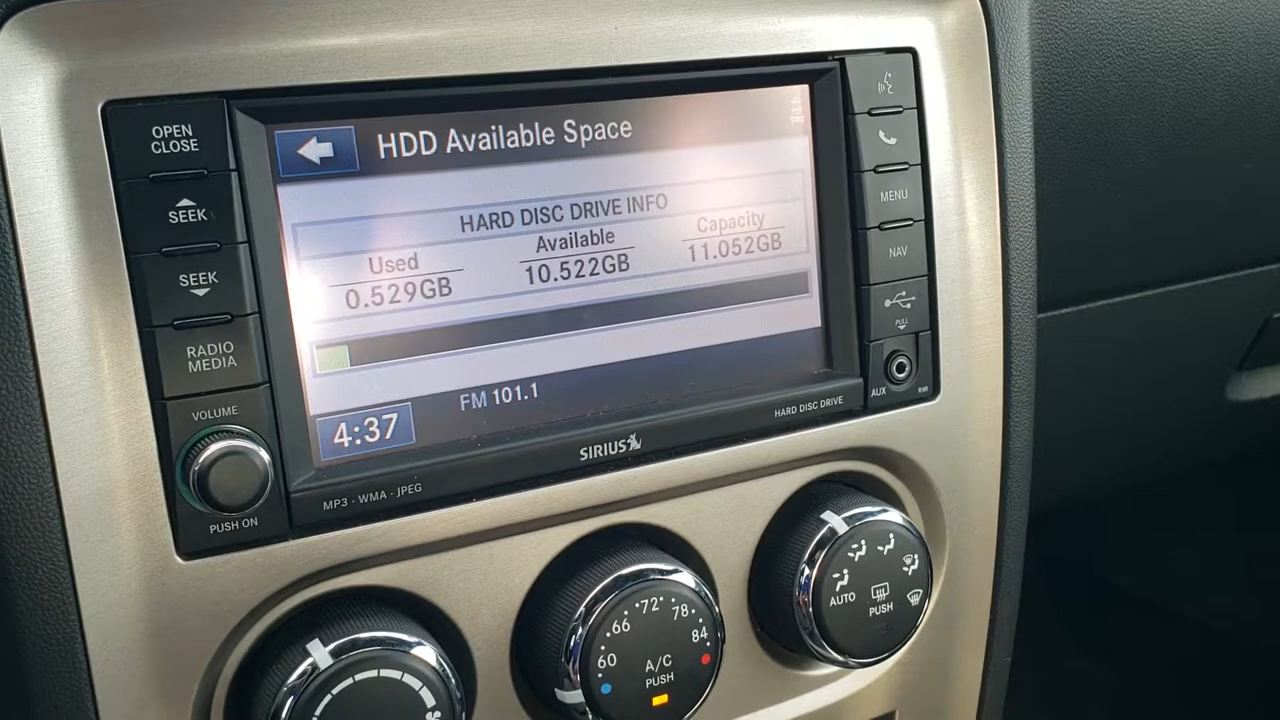 OPEN
CLOSE
SEEK
SEEK
RADIO
MEDIA
VOLUME
PUSH ON
HDD Available Space
HARD DISC DRIVE INFO
Used
Available
Capacity
0.529GB
10.522GB
11.052GB
4:37
FM 101.1
MP3 · WMA · JPEG
SIRIUS
HARD DISC DRIVE
MENU
NAV
PULL
AUX
60
66
72°
78
84
A/C
PUSH
AUTO
PUSH